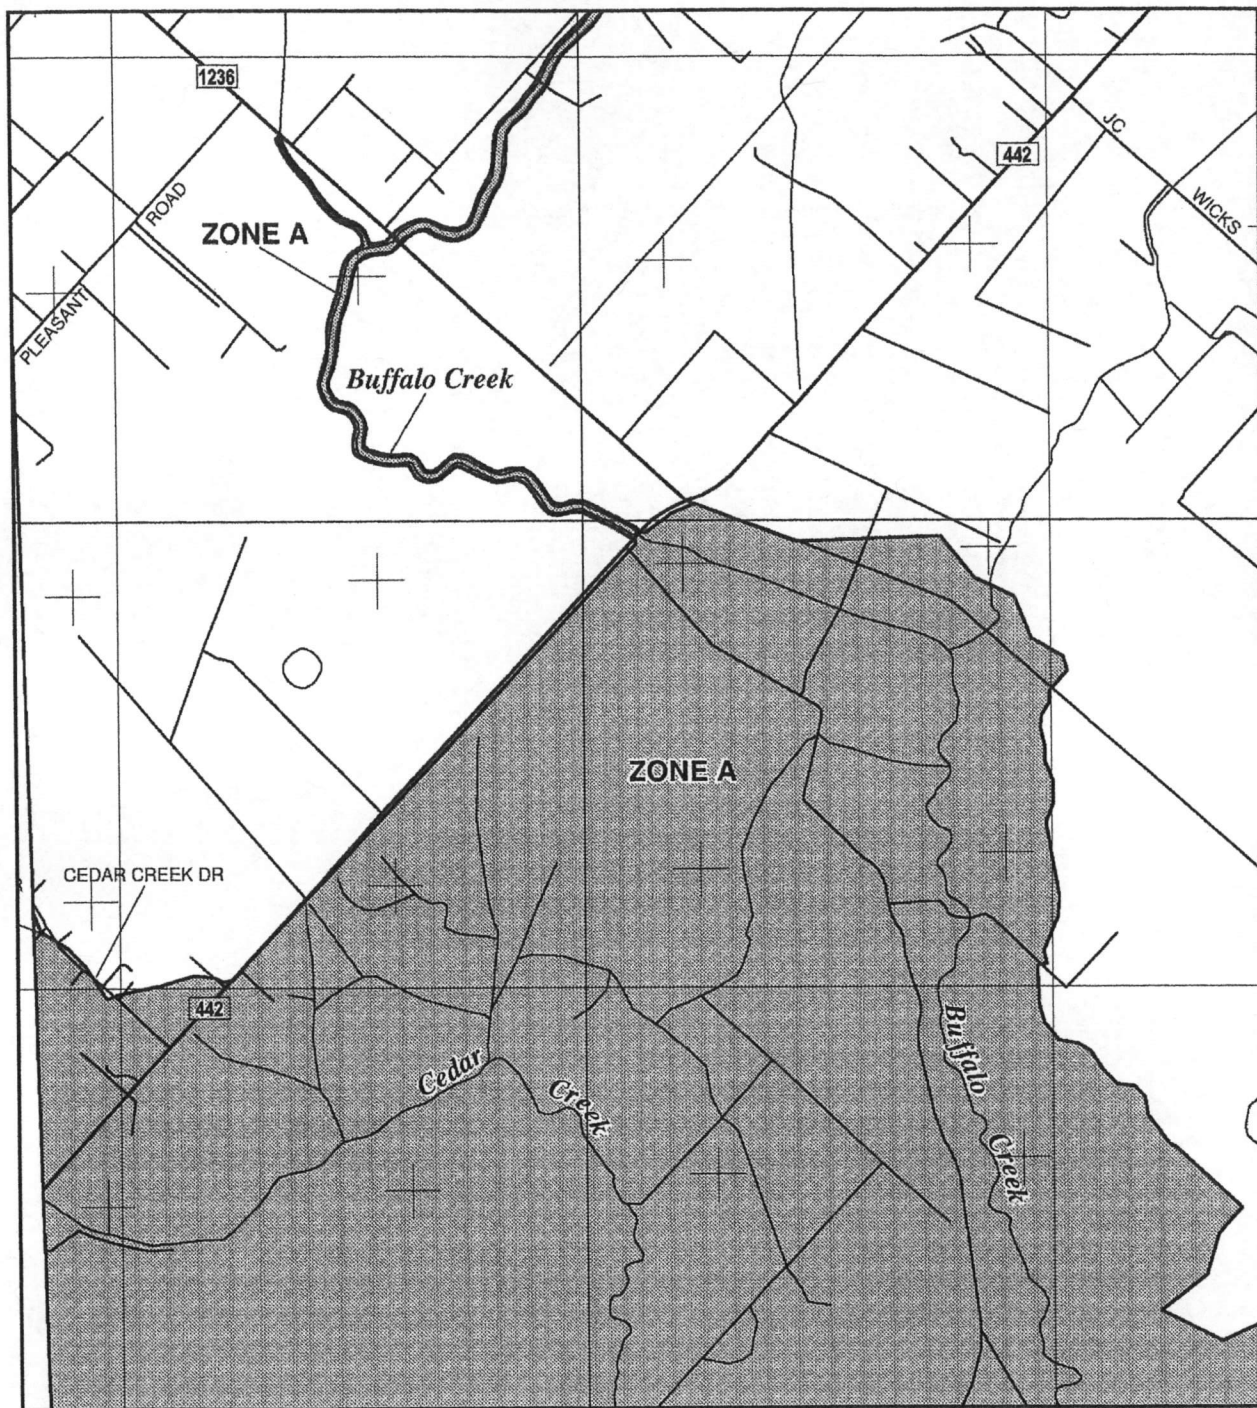 1236
JC
442
WICKS
ROAD
ZONE A
PLEASANT
Buffalo Creek
ZONE A
CEDAR CREEK DR
442
Cedar
Creek
Buffalo
Creek